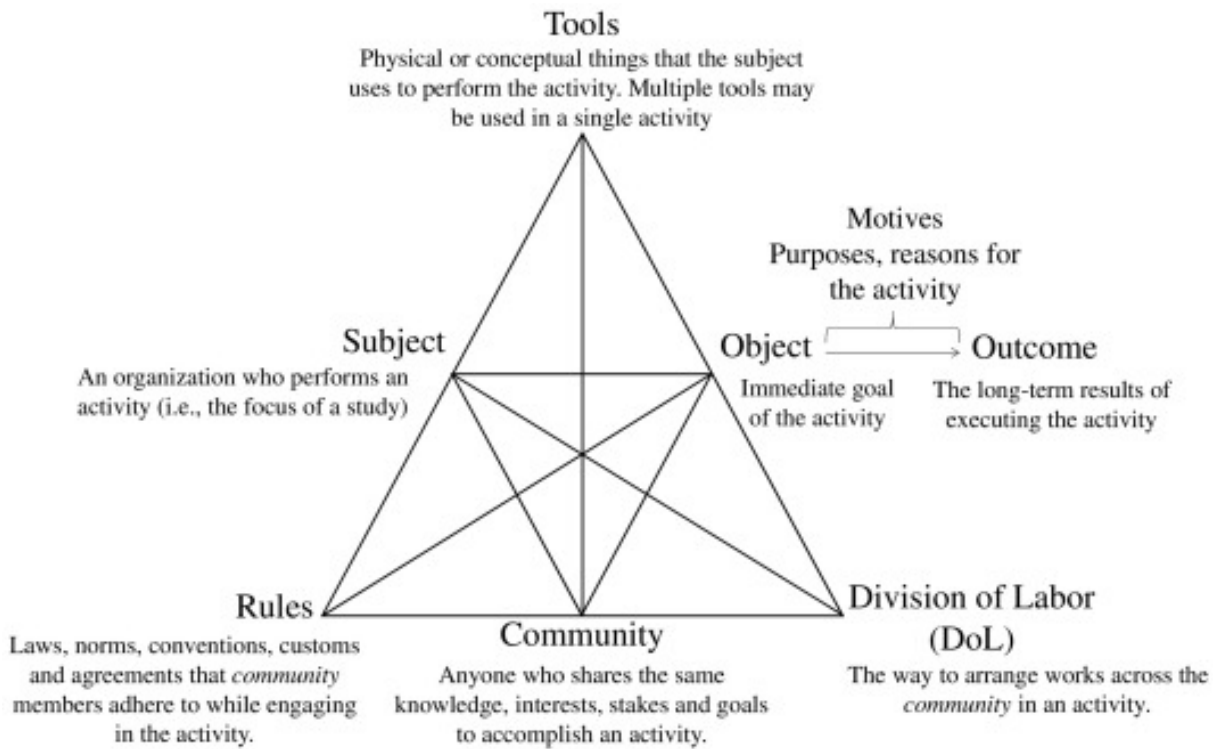 Tools
Physical or conceptual things that the subject
uses to perform the activity. Multiple tools may
be used in a single activity
Motives
Purposes, reasons for
the activity
Subject
An organization who performs an
activity (i.e., the focus of a study)
Object
Immediate goal
of the activity
Outcome
The long-term results of
executing the activity
Rules
Laws, norms, conventions, customs
and agreements that community
members adhere to while engaging
in the activity.
Community
Anyone who shares the same
knowledge, interests, stakes and goals
to accomplish an activity.
Division of Labor
(DoL)
The way to arrange works across the
community in an activity.